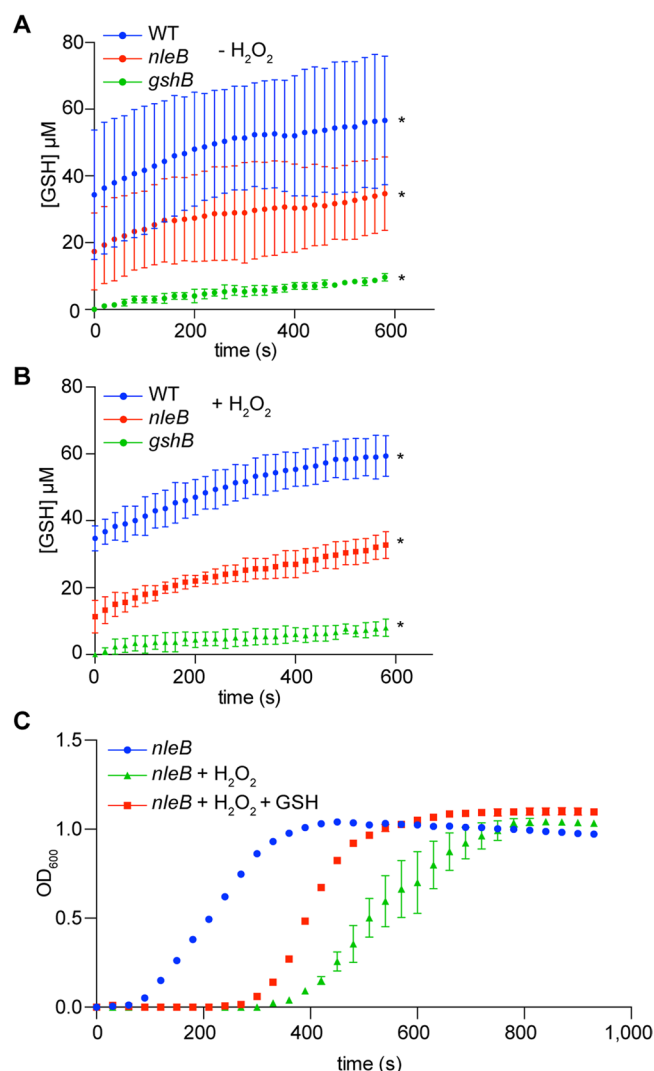 A
80
60
40
20
0
[GSH] µM
WT
nleB
gshB
- H₂O₂
*
*
*
0 200 400 600
time (s)
B
80
60
40
20
0
[GSH] µM
WT
nleB
gshB
+ H₂O₂
*
*
*
0 200 400 600
time (s)
C
1.5
1.0
0.5
0.0
OD₆₀₀
nleB
nleB + H₂O₂
nleB + H₂O₂ + GSH
0 200 400 600 800 1,000
time (s)